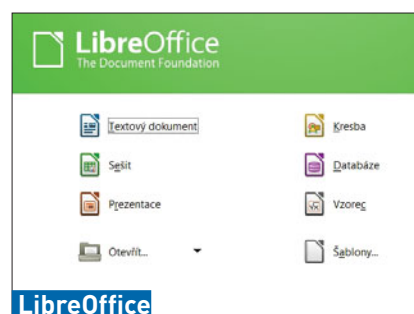 LibreOffice
The Document Foundation
Textový dokument
Kresba
Sešit
Databáze
Prezentace
Vzorec
Otevřít...
Šablony...
LibreOffice